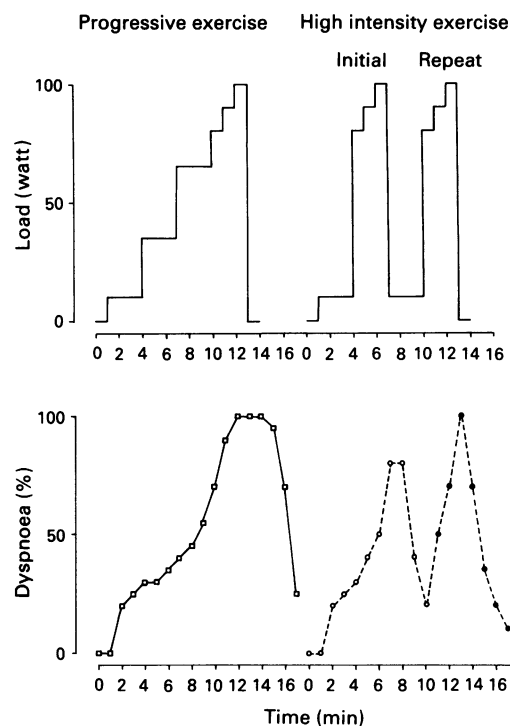 Progressive exercise High intensity exercise
Initial Repeat
100
50
0
Load (watt)
0 2 4 6 8 10 12 14 16 0 2 4 6 8 10 12 14 16
100
50
0
Dyspnoea (%)
0 2 4 6 8 10 12 14 16 0 2 4 6 8 10 12 14 16
Time (min)